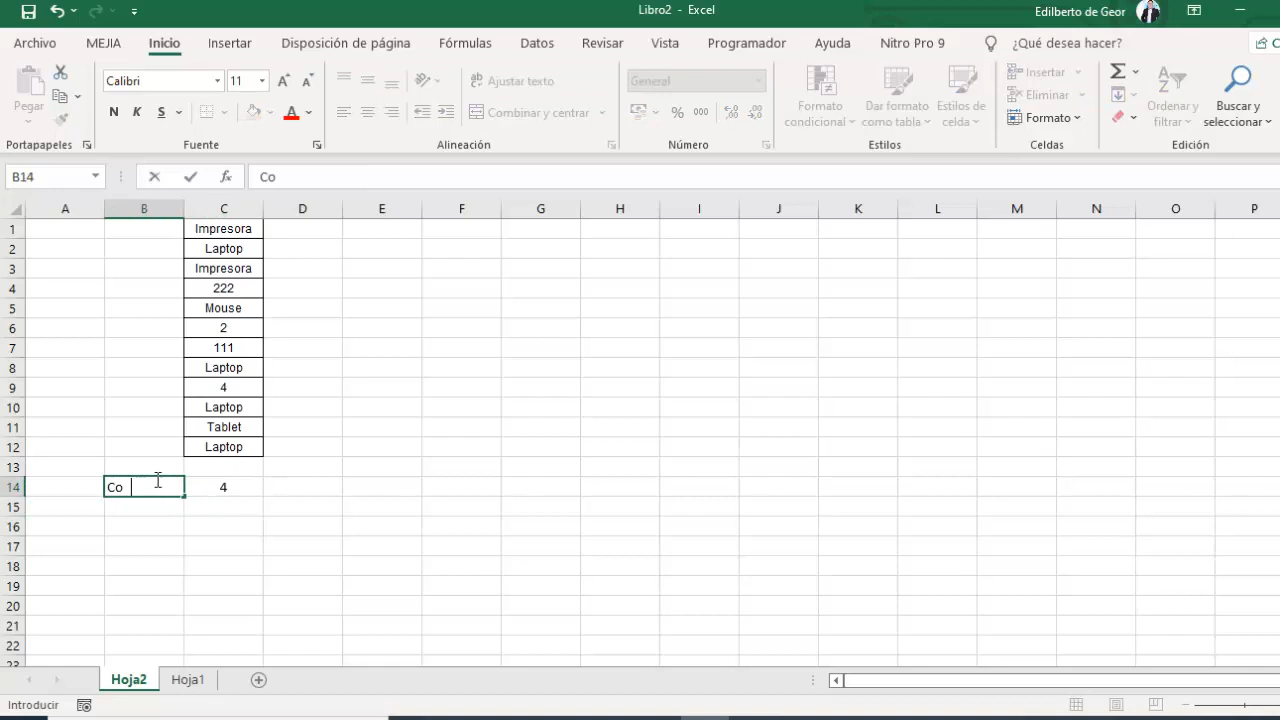 Libro2 - Excel
Edilberto de Geor
Archivo MEJIA Inicio Insertar Disposición de página Fórmulas Datos Revisar Vista Programador Ayuda Nitro Pro 9 ¿Qué desea hacer? C
Pegar
Calibri 11
N K S A
Ajustar texto
Combinar y centrar
General
% 000
Formato condicional
Dar formato como tabla
Estilos de celda
Insertar
Eliminar
Formato
Ordenar y filtrar
Buscar y seleccionar
Portapapeles Fuente Alineación Número Estilos Celdas Edición
B14 fx Co
A B C D E F G H I J K L M N O P
1 Impresora
2 Laptop
3 Impresora
4 222
5 Mouse
6 2
7 111
8 Laptop
9 4
10 Laptop
11 Tablet
12 Laptop
13
14 Co 4
15
16
17
18
19
20
21
22
23
Hoja2 Hoja1
Introducir